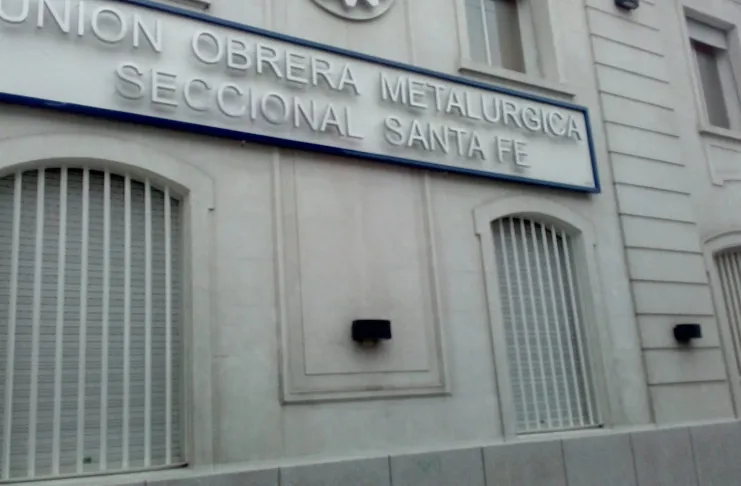 UNION OBRERA METALURGICA
SECCIONAL SANTA FE